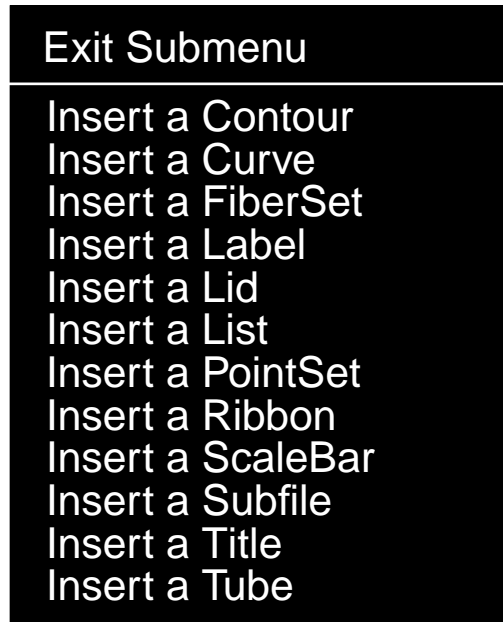 Exit Submenu
Insert a Contour
Insert a Curve
Insert a FiberSet
Insert a Label
Insert a Lid
Insert a List
Insert a PointSet
Insert a Ribbon
Insert a ScaleBar
Insert a Subfile
Insert a Title
Insert a Tube